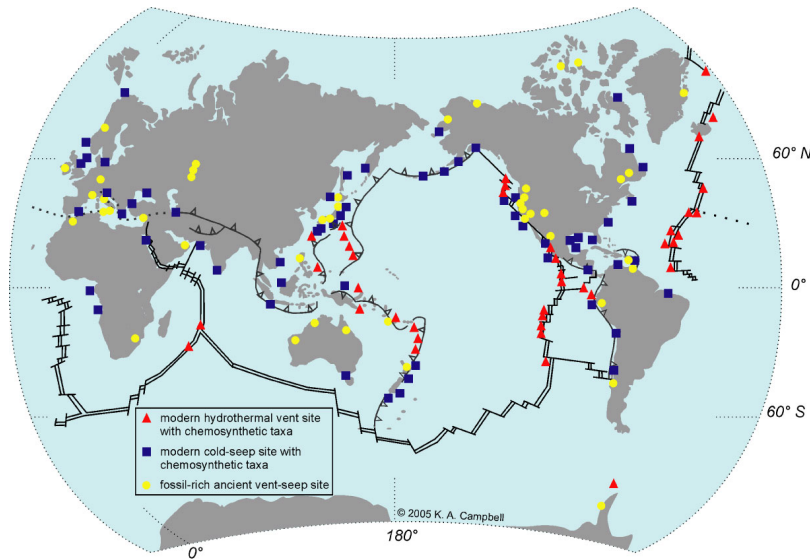 60° N
0°
60° S
modern hydrothermal vent site
with chemosynthetic taxa
modern cold-seep site with
chemosynthetic taxa
fossil-rich ancient vent-seep site
© 2005 K. A. Campbell
0°
180°